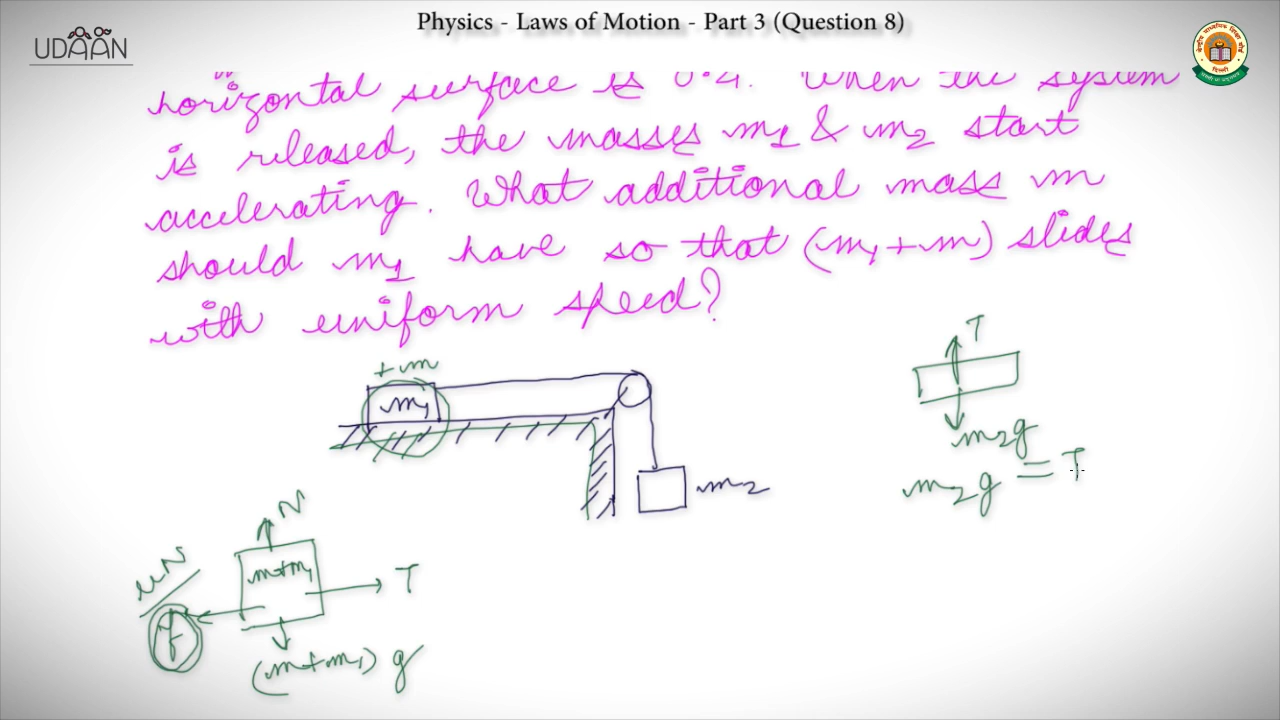 Physics - Laws of Motion - Part 3 (Question 8)
UDAAN
horizontal surface is 0.4. When the system
is released, the masses m1 & m2 start
accelerating. What additional mass m
should m1 have so that (m1+m) slides
with uniform speed?
+m
m1
m2
T
m2g
m2g = T
N
μN
m+m1
T
f
(m+m1) g